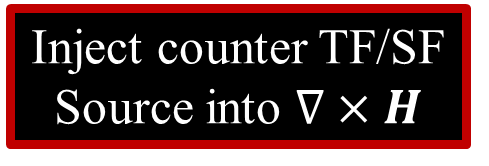 Inject counter TF/SF
Source into ∇ × H